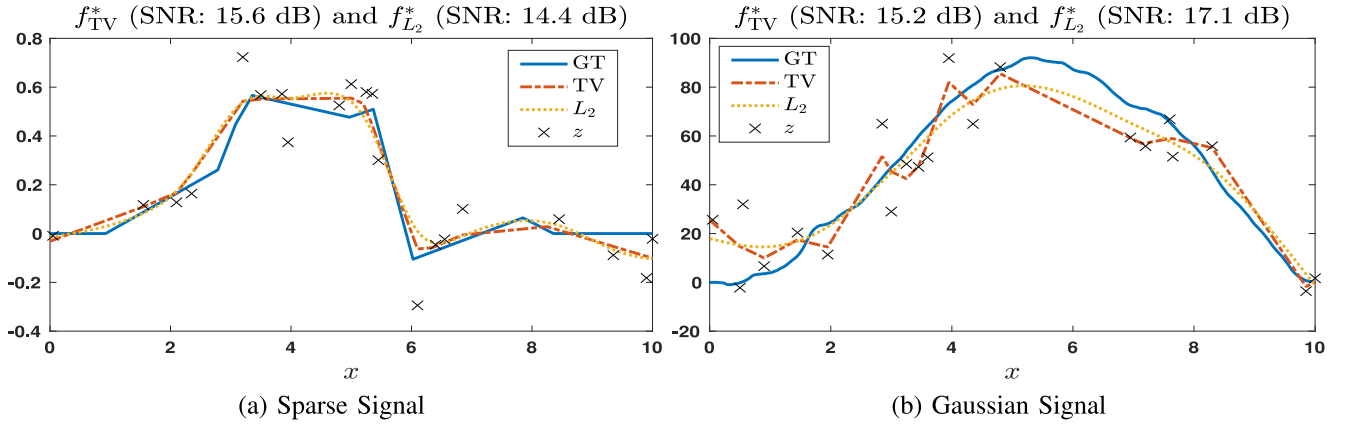 f*TV (SNR: 15.6 dB) and f*L2 (SNR: 14.4 dB)
0.8
0.6
0.4
0.2
0
-0.2
-0.4
0 2 4 6 8 10
x
GT
TV
L2
z
(a) Sparse Signal
f*TV (SNR: 15.2 dB) and f*L2 (SNR: 17.1 dB)
100
80
60
40
20
0
-20
0 2 4 6 8 10
x
GT
TV
L2
z
(b) Gaussian Signal